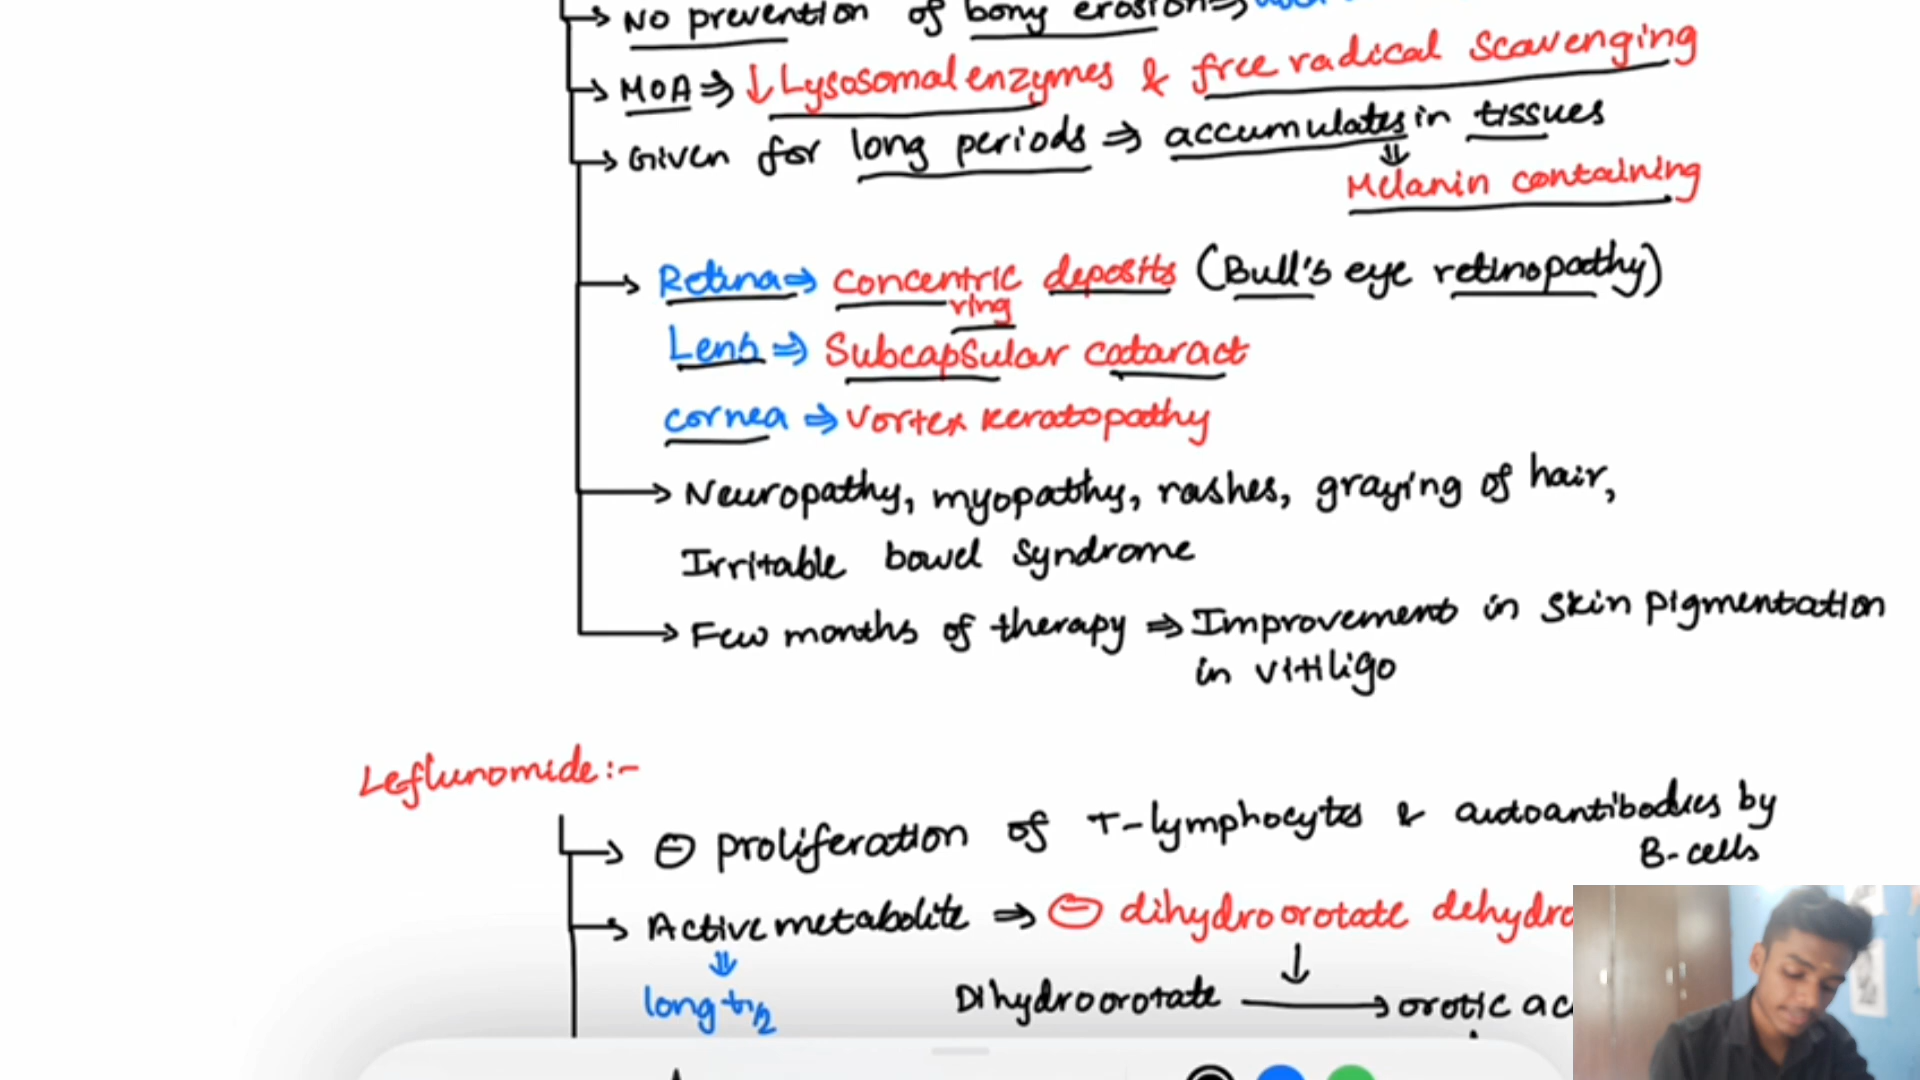 → No prevention of bony erosion ⇒
→ MOA ⇒ ↓ Lysosomal enzymes & free radical scavenging
→ Given for long periods ⇒ accumulates in tissues
⇓
Melanin containing
→ Retina ⇒ concentric deposits (Bull's eye retinopathy)
ring
Lens ⇒ Subcapsular cataract
cornea ⇒ Vortex keratopathy
→ Neuropathy, myopathy, rashes, graying of hair,
Irritable bowel syndrome
→ Few months of therapy ⇒ Improvement in skin pigmentation
in vitiligo
Leflunomide:-
→ ⊖ proliferation of T-lymphocytes & autoantibodies by
B-cells
→ Active metabolite ⇒ ⊖ dihydroorotate dehydro
⇓ ↓
long t1/2 Dihydroorotate → orotic ac